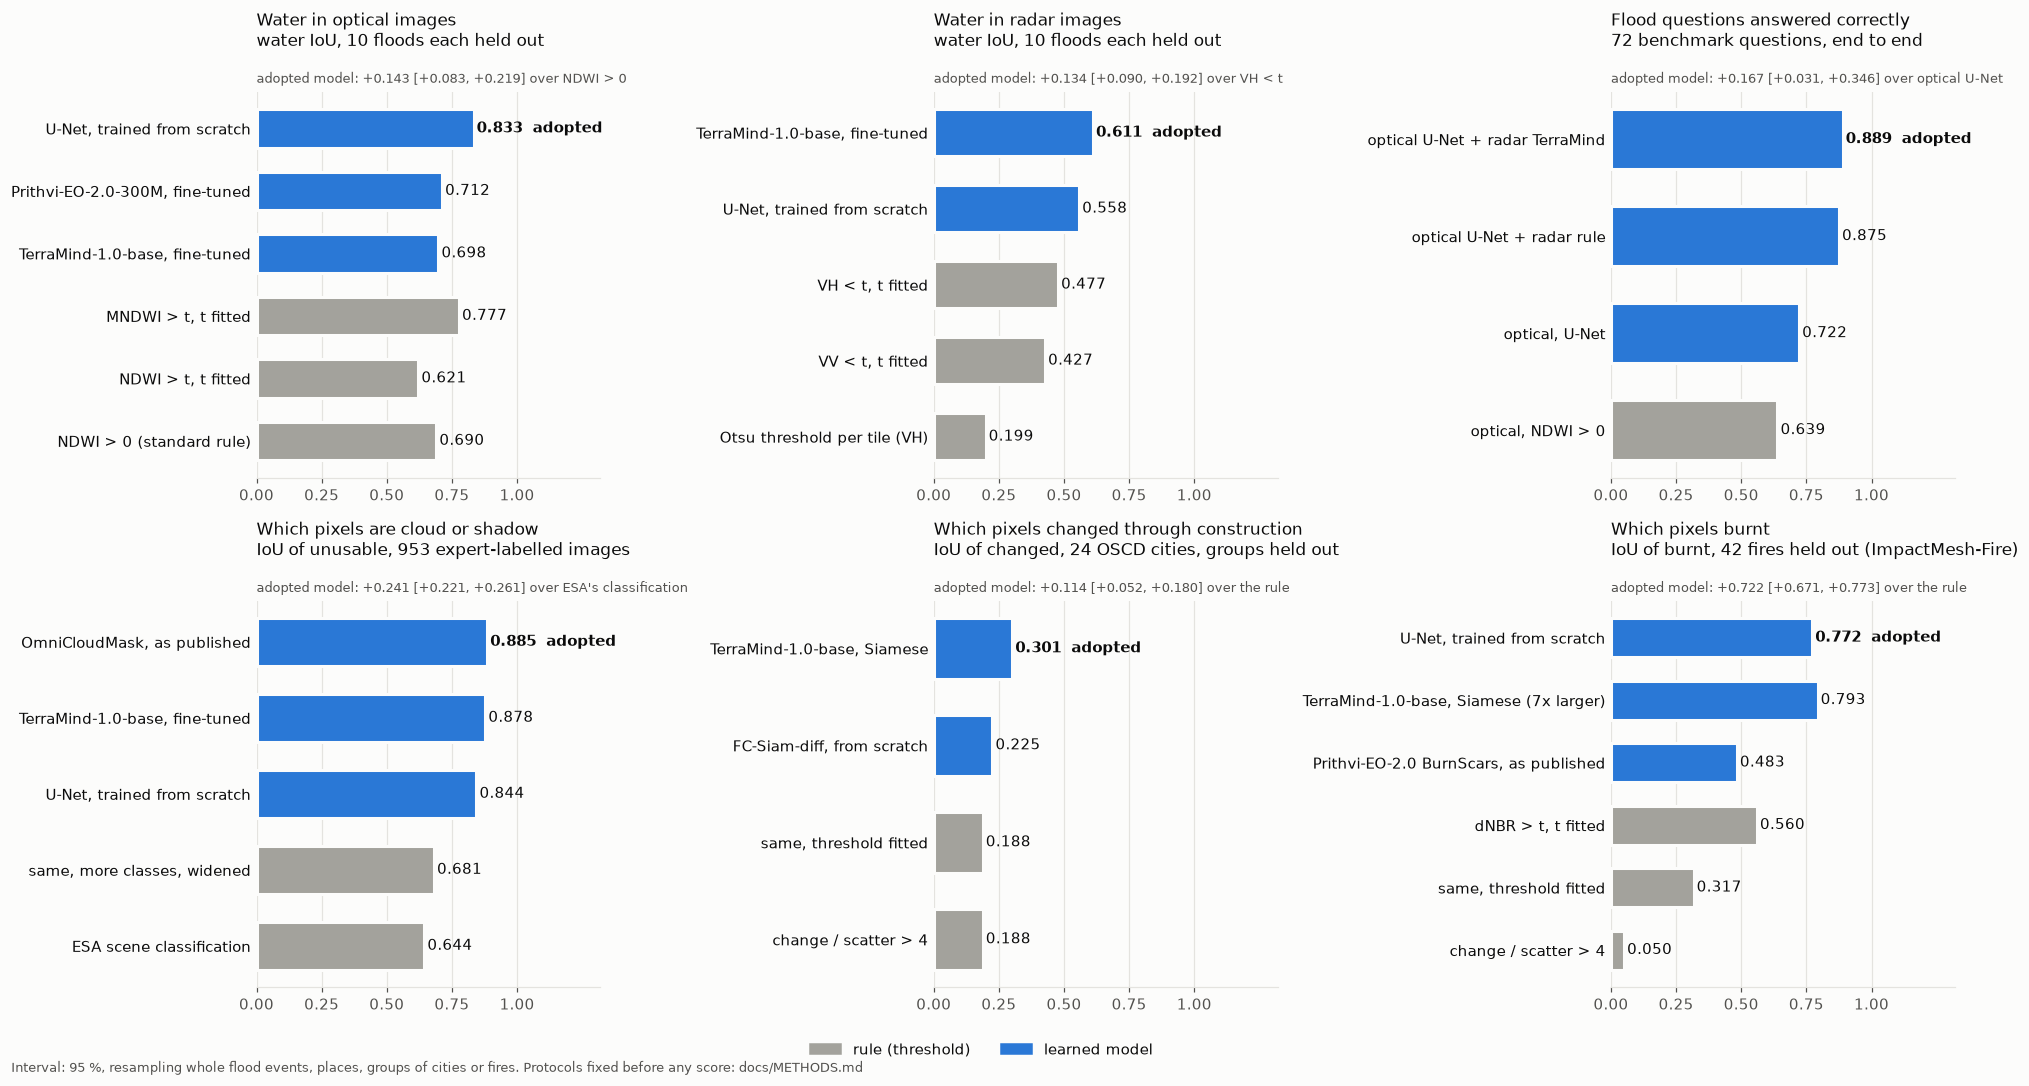 Water in optical images
water IoU, 10 floods each held out
adopted model: +0.143 [+0.083, +0.219] over NDWI > 0
U-Net, trained from scratch
0.833 adopted
Prithvi-EO-2.0-300M, fine-tuned
0.712
TerraMind-1.0-base, fine-tuned
0.698
MNDWI > t, t fitted
0.777
NDWI > t, t fitted
0.621
NDWI > 0 (standard rule)
0.690
0.00 0.25 0.50 0.75 1.00
Water in radar images
water IoU, 10 floods each held out
adopted model: +0.134 [+0.090, +0.192] over VH < t
TerraMind-1.0-base, fine-tuned
0.611 adopted
U-Net, trained from scratch
0.558
VH < t, t fitted
0.477
VV < t, t fitted
0.427
Otsu threshold per tile (VH)
0.199
0.00 0.25 0.50 0.75 1.00
Flood questions answered correctly
72 benchmark questions, end to end
adopted model: +0.167 [+0.031, +0.346] over optical U-Net
optical U-Net + radar TerraMind
0.889 adopted
optical U-Net + radar rule
0.875
optical, U-Net
0.722
optical, NDWI > 0
0.639
0.00 0.25 0.50 0.75 1.00
Which pixels are cloud or shadow
IoU of unusable, 953 expert-labelled images
adopted model: +0.241 [+0.221, +0.261] over ESA's classification
OmniCloudMask, as published
0.885 adopted
TerraMind-1.0-base, fine-tuned
0.878
U-Net, trained from scratch
0.844
same, more classes, widened
0.681
ESA scene classification
0.644
0.00 0.25 0.50 0.75 1.00
Which pixels changed through construction
IoU of changed, 24 OSCD cities, groups held out
adopted model: +0.114 [+0.052, +0.180] over the rule
TerraMind-1.0-base, Siamese
0.301 adopted
FC-Siam-diff, from scratch
0.225
same, threshold fitted
0.188
change / scatter > 4
0.188
0.00 0.25 0.50 0.75 1.00
Which pixels burnt
IoU of burnt, 42 fires held out (ImpactMesh-Fire)
adopted model: +0.722 [+0.671, +0.773] over the rule
U-Net, trained from scratch
0.772 adopted
TerraMind-1.0-base, Siamese (7x larger)
0.793
Prithvi-EO-2.0 BurnScars, as published
0.483
dNBR > t, t fitted
0.560
same, threshold fitted
0.317
change / scatter > 4
0.050
0.00 0.25 0.50 0.75 1.00
rule (threshold) learned model
Interval: 95 %, resampling whole flood events, places, groups of cities or fires. Protocols fixed before any score: docs/METHODS.md